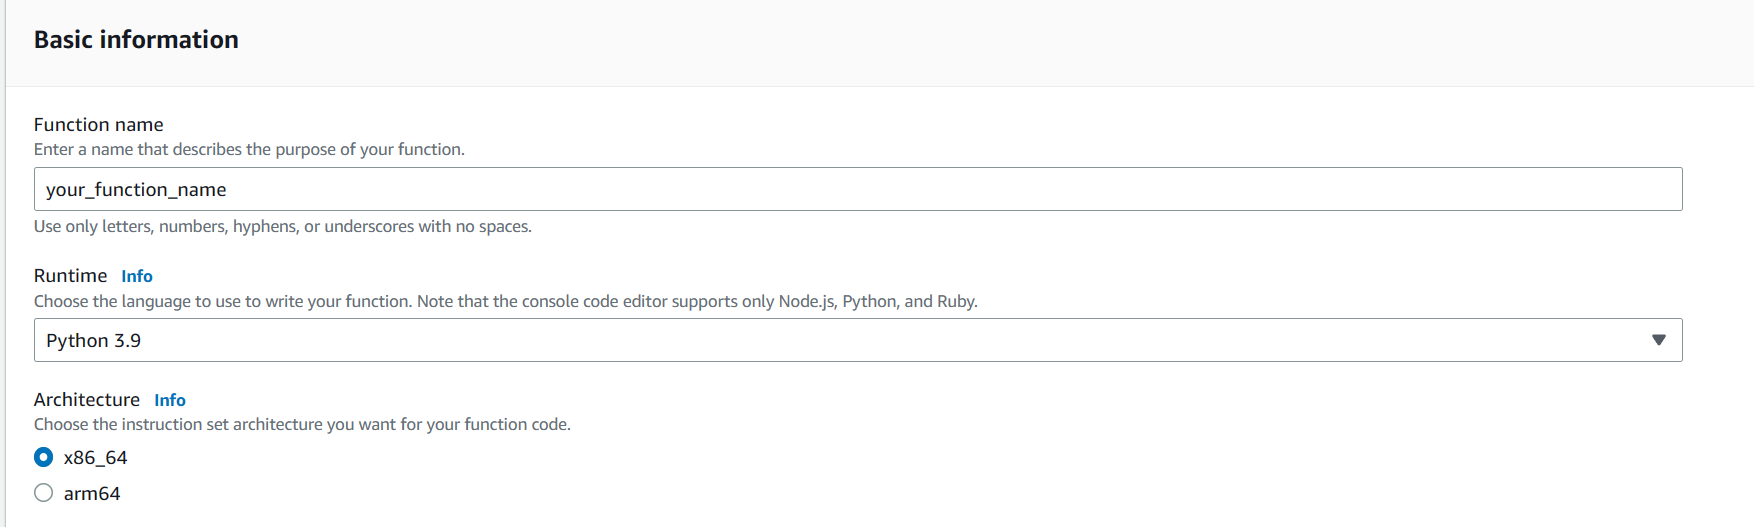 Basic information
Function name
Enter a name that describes the purpose of your function.
your_function_name
Use only letters, numbers, hyphens, or underscores with no spaces.
Runtime Info
Choose the language to use to write your function. Note that the console code editor supports only Node.js, Python, and Ruby.
Python 3.9
Architecture Info
Choose the instruction set architecture you want for your function code.
x86_64
arm64